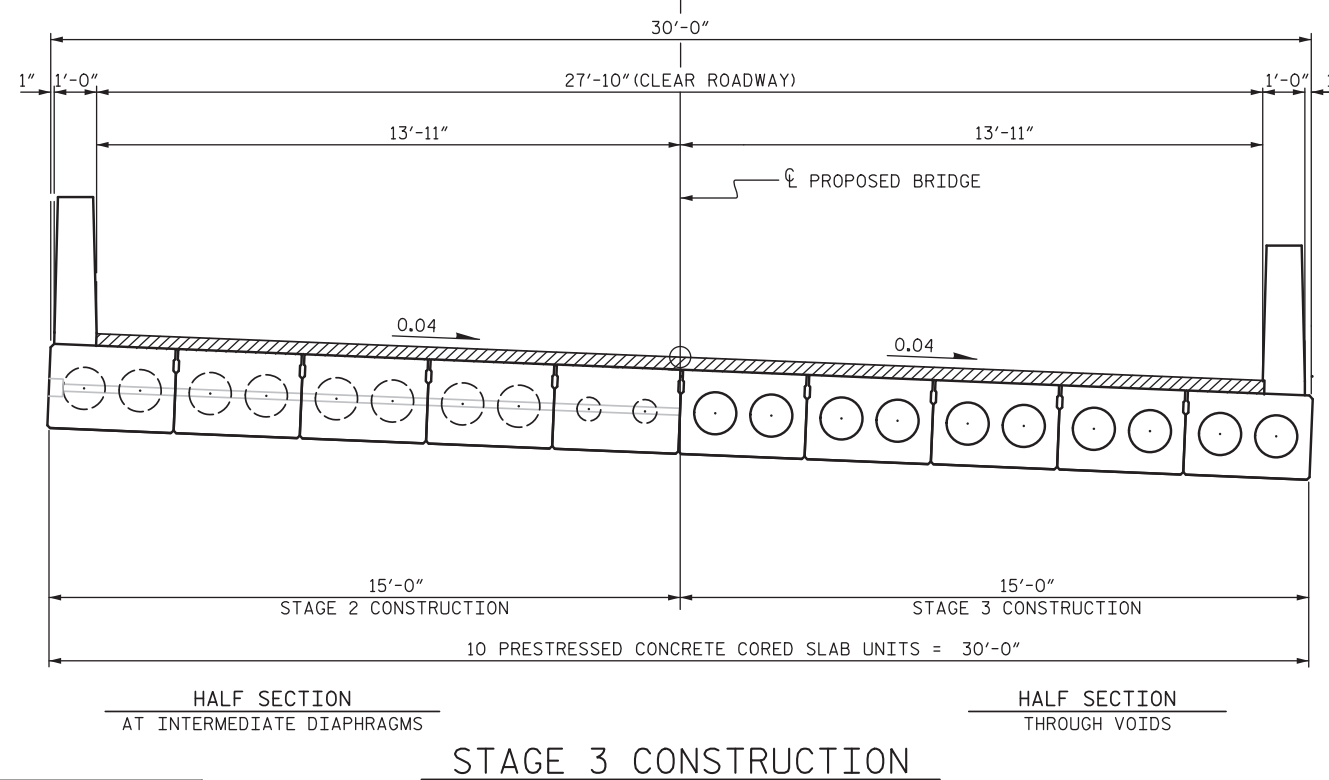 30′-0″
1″ 1′-0″ 27′-10″(CLEAR ROADWAY) 1′-0″
13′-11″ 13′-11″
℄ PROPOSED BRIDGE
0.04
0.04
15′-0″ 15′-0″
STAGE 2 CONSTRUCTION STAGE 3 CONSTRUCTION
10 PRESTRESSED CONCRETE CORED SLAB UNITS = 30′-0″
HALF SECTION HALF SECTION
AT INTERMEDIATE DIAPHRAGMS THROUGH VOIDS
STAGE 3 CONSTRUCTION